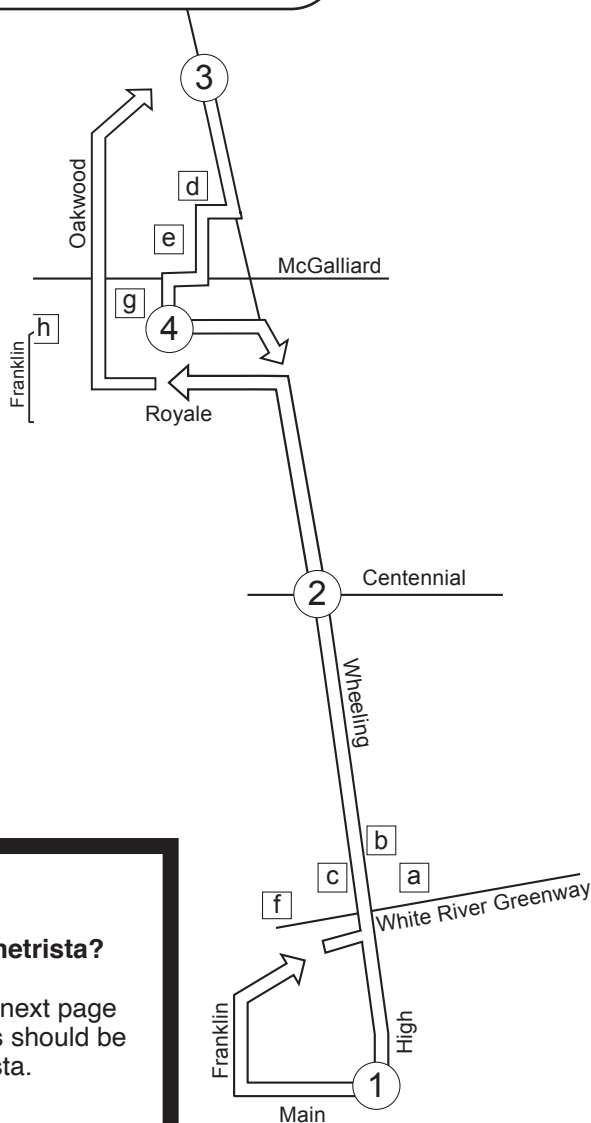 3
Oakwood
d
e
McGalliard
g
h
4
Franklin
Royale
Centennial
2
Wheeling
b
c
a
f
White River Greenway
netrista?
next page
s should be
sta.
Franklin
High
1
Main